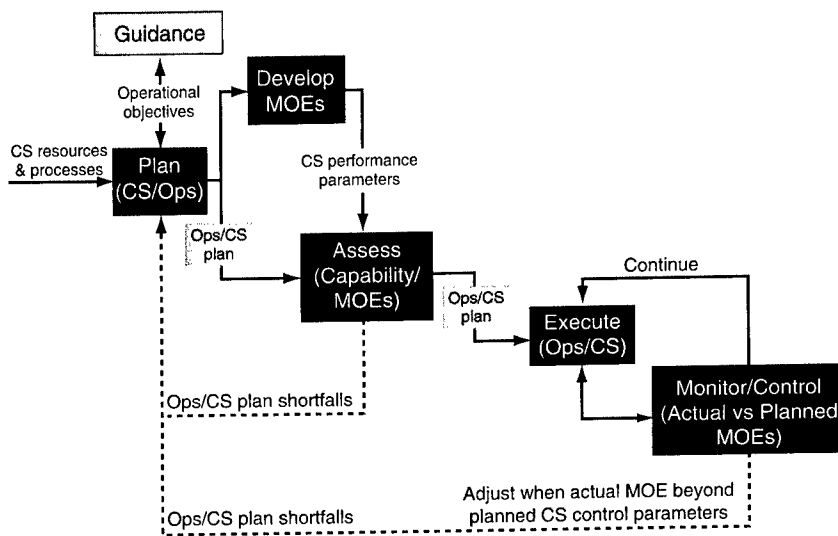 Guidance
Operational
objectives
Develop
MOEs
CS resources
& processes
Plan
(CS/Ops)
CS performance
parameters
Ops/CS
plan
Assess
(Capability/
MOEs)
Ops/CS
plan
Continue
Execute
(Ops/CS)
Monitor/Control
(Actual vs Planned
MOEs)
Ops/CS plan shortfalls
Adjust when actual MOE beyond
planned CS control parameters
Ops/CS plan shortfalls